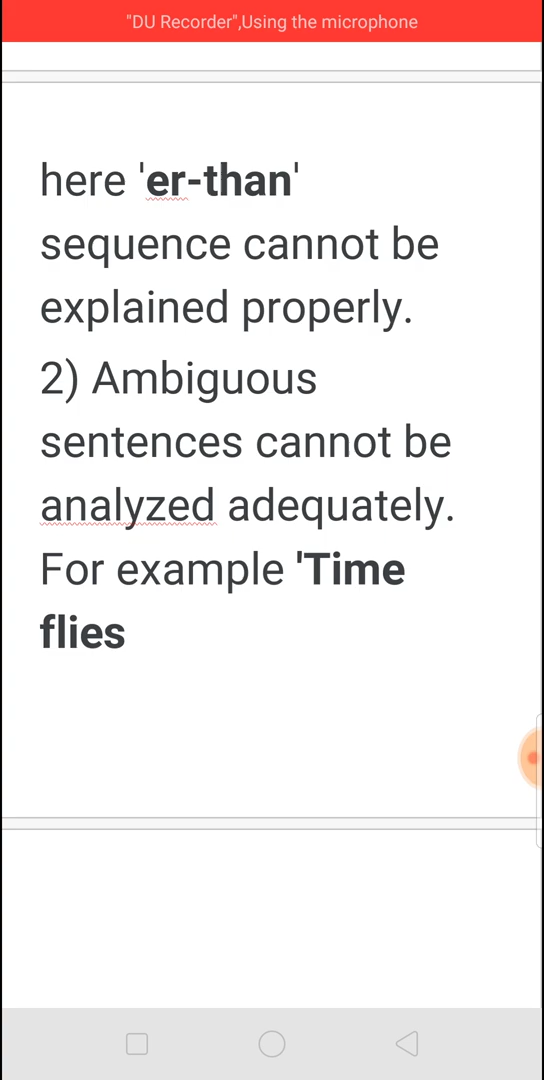 "DU Recorder",Using the microphone
here 'er-than'
sequence cannot be
explained properly.
2) Ambiguous
sentences cannot be
analyzed adequately.
For example 'Time
flies